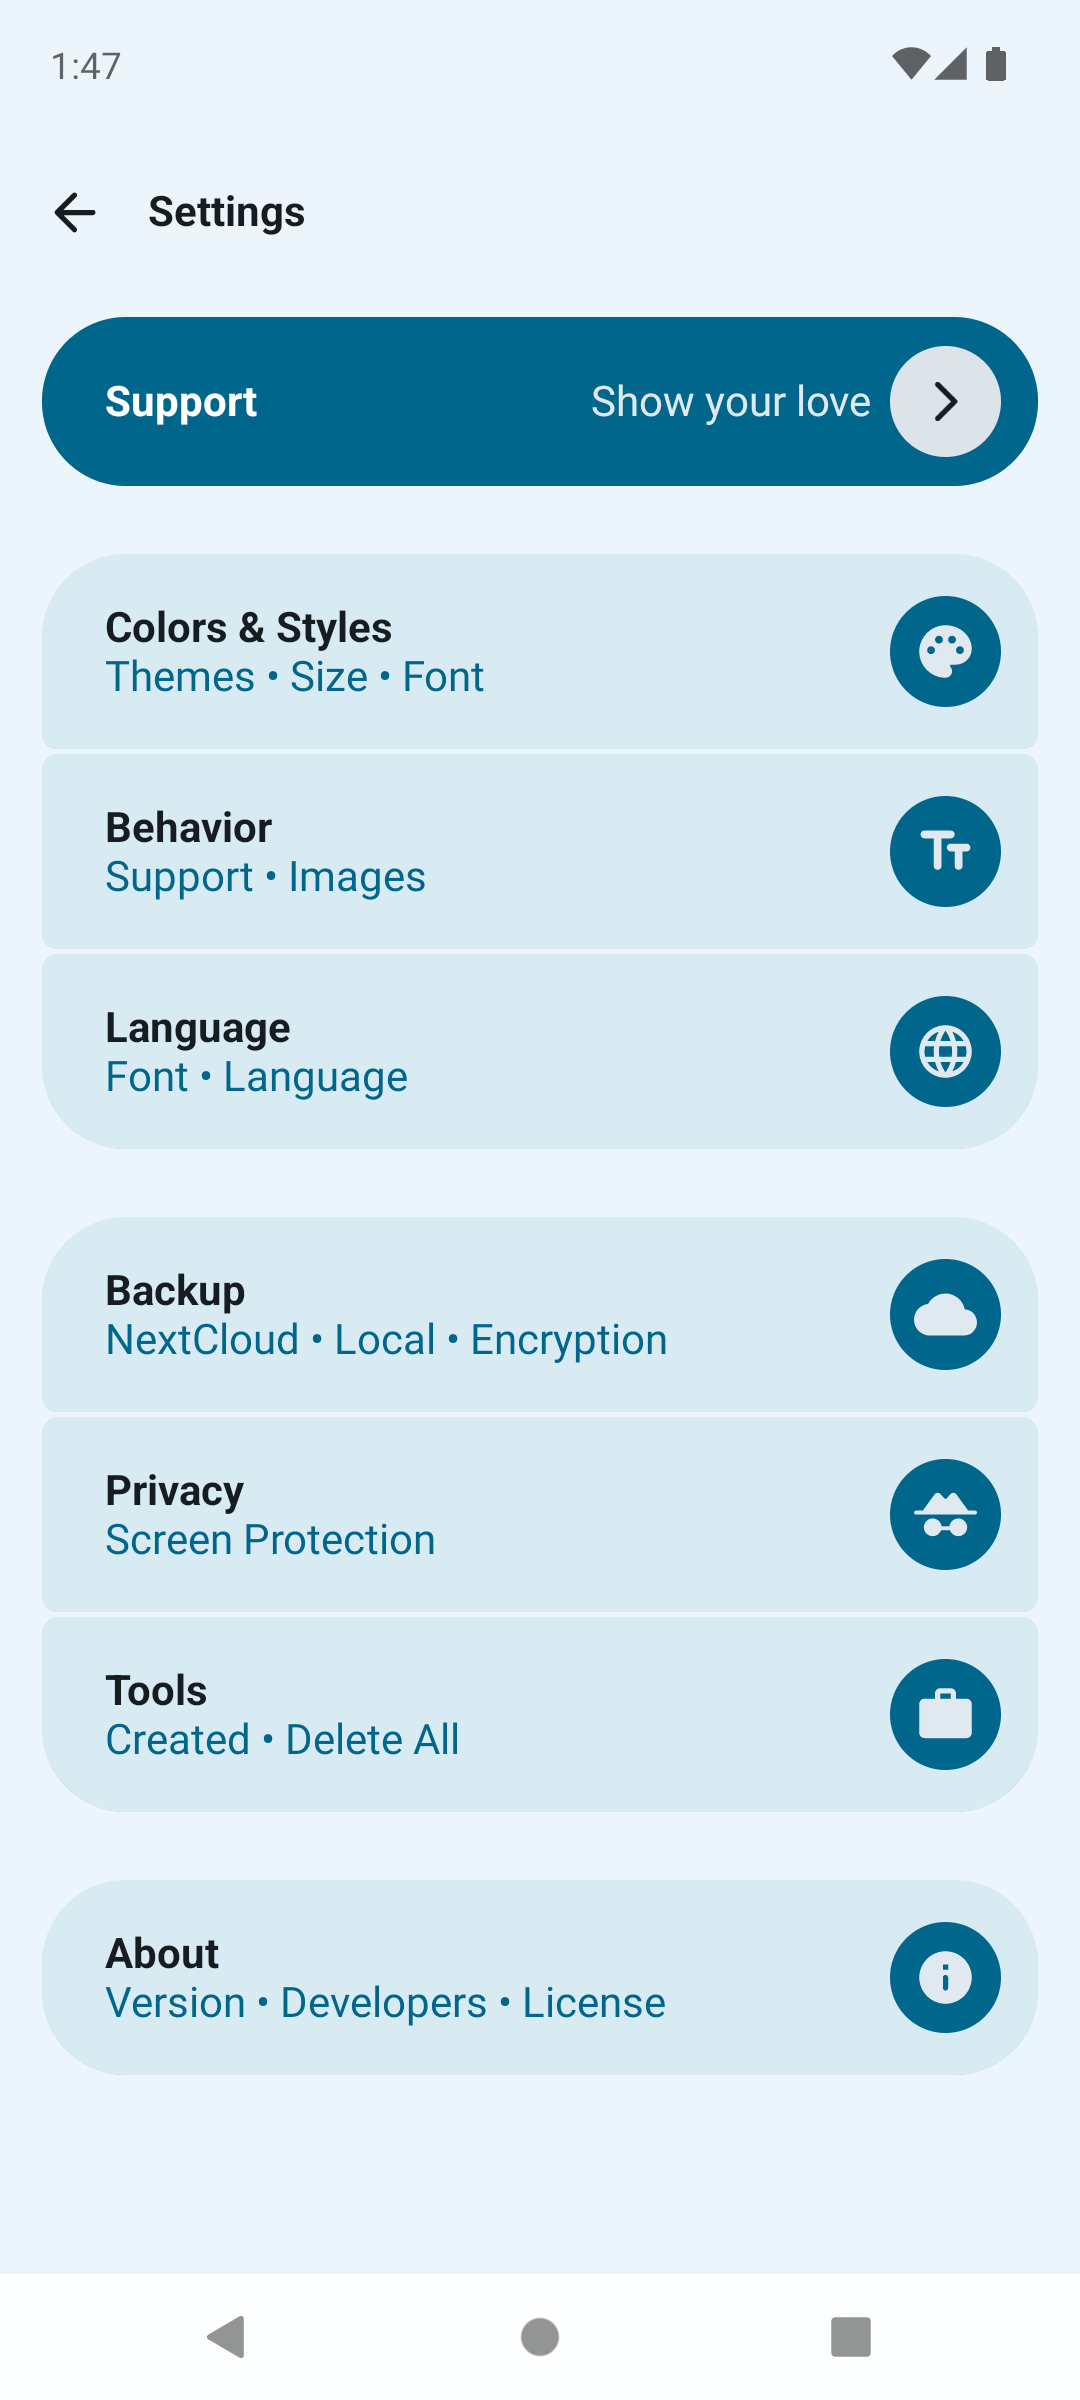 1:47
Settings
Support
Show your love
Colors & Styles
Themes • Size • Font
Behavior
Support • Images
Language
Font • Language
Backup
NextCloud • Local • Encryption
Privacy
Screen Protection
Tools
Created • Delete All
About
Version • Developers • License